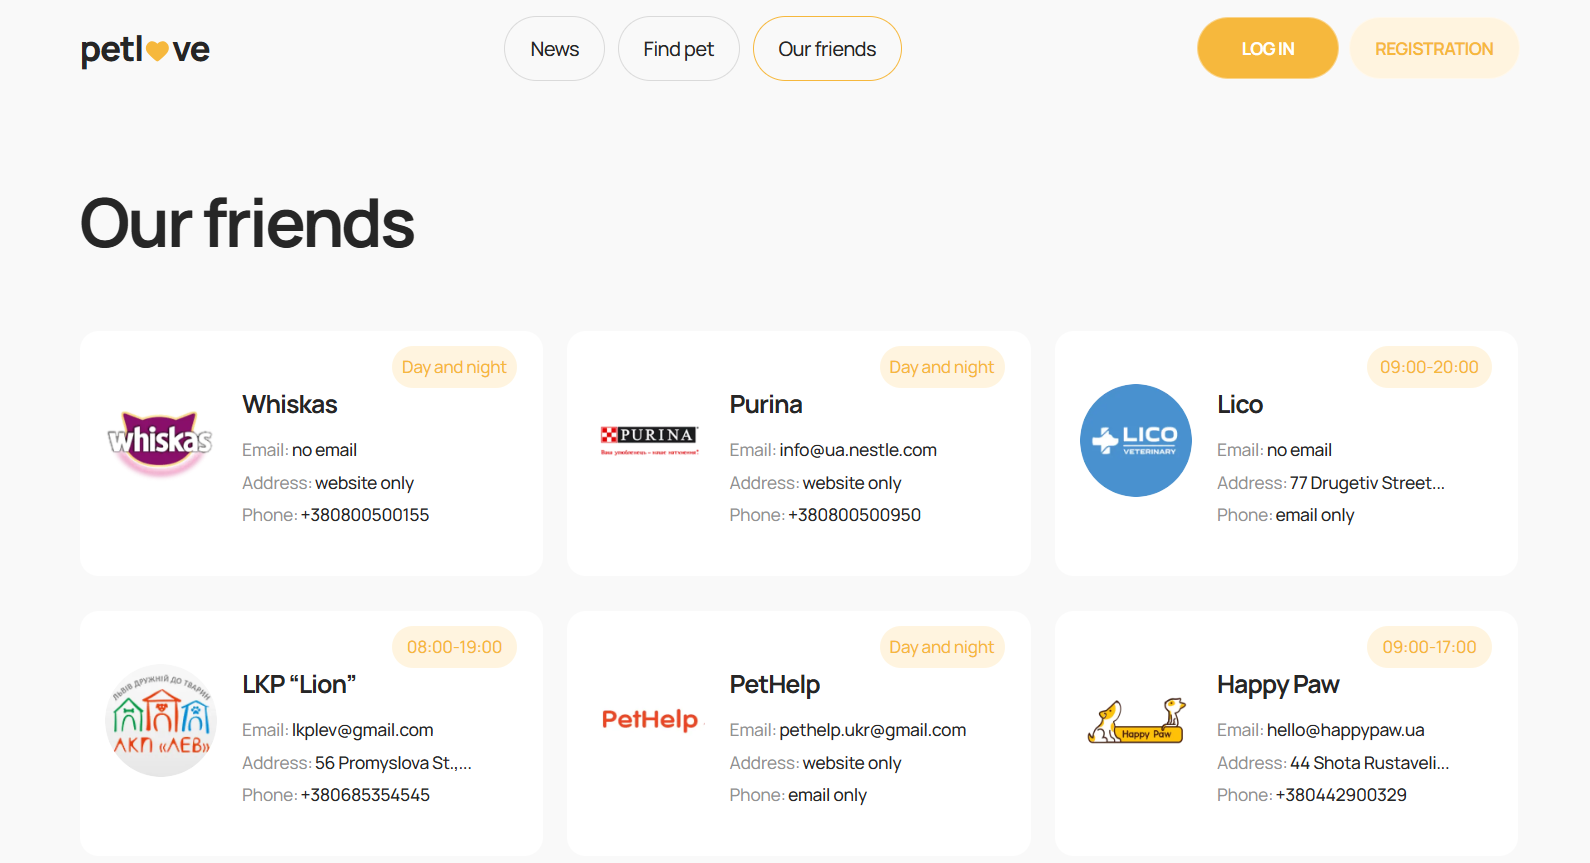 petlve
News
Find pet
Our friends
LOG IN
REGISTRATION
Our friends
Day and night
whiskas
Whiskas
Email: no email
Address: website only
Phone: +380800500155
Day and night
PURINA
Purina
Email: info@ua.nestle.com
Address: website only
Phone: +380800500950
09:00-20:00
LICO
VETERINARY
Lico
Email: no email
Address: 77 Drugetiv Street...
Phone: email only
08:00-19:00
ЛЬВІВ ДРУЖНІЙ ДО ТВАРИН
ЛКП «ЛЕВ»
LKP “Lion”
Email: lkplev@gmail.com
Address: 56 Promyslova St.,...
Phone: +380685354545
Day and night
PetHelp
PetHelp
Email: pethelp.ukr@gmail.com
Address: website only
Phone: email only
09:00-17:00
Happy Paw
Happy Paw
Email: hello@happypaw.ua
Address: 44 Shota Rustaveli...
Phone: +380442900329